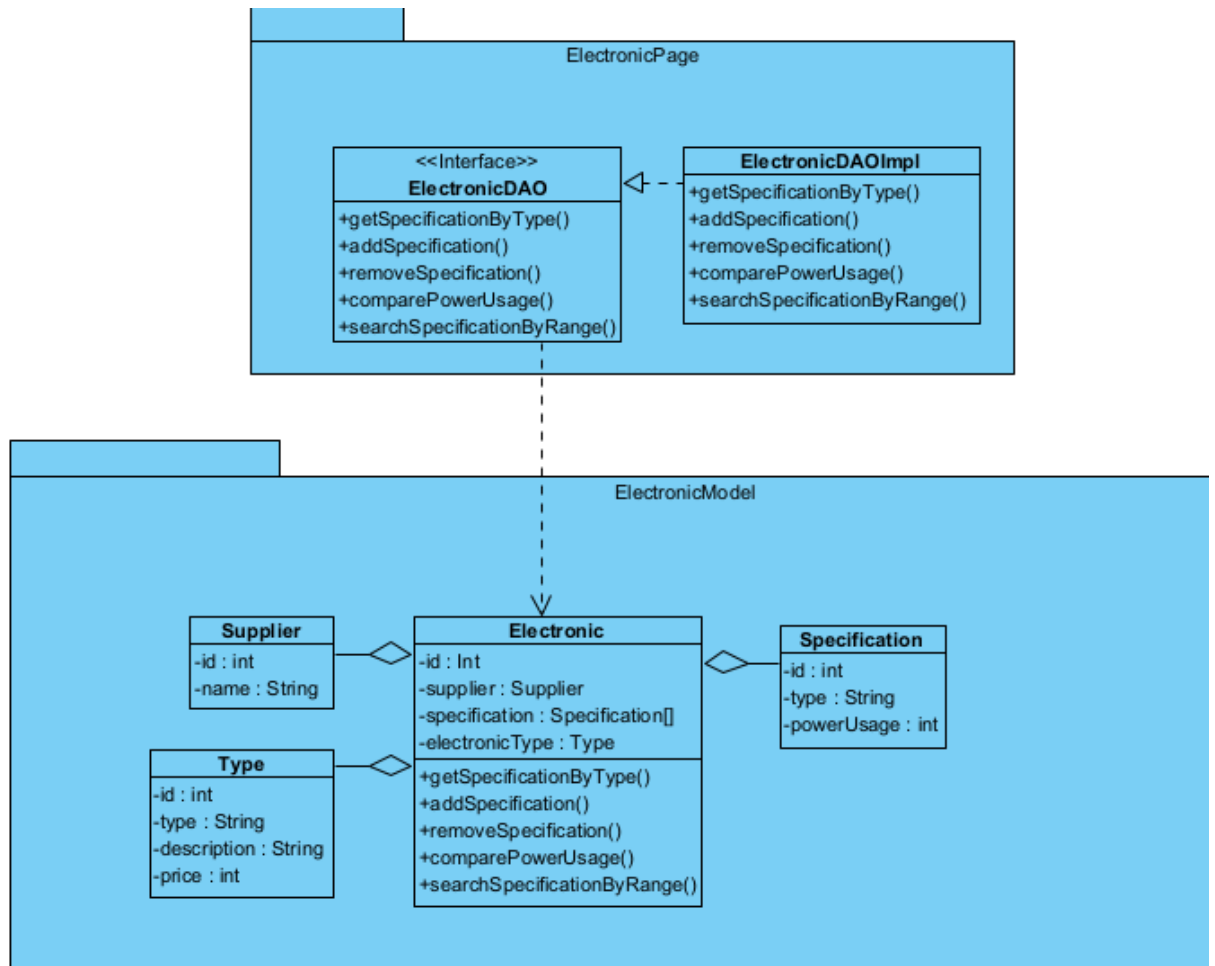 ElectronicPage
<<Interface>>
ElectronicDAO
+getSpecificationByType()
+addSpecification()
+removeSpecification()
+comparePowerUsage()
+searchSpecificationByRange()
ElectronicDAOImpl
+getSpecificationByType()
+addSpecification()
+removeSpecification()
+comparePowerUsage()
+searchSpecificationByRange()
ElectronicModel
Supplier
-id : int
-name : String
Type
-id : int
-type : String
-description : String
-price : int
Electronic
-id : Int
-supplier : Supplier
-specification : Specification[]
-electronicType : Type
+getSpecificationByType()
+addSpecification()
+removeSpecification()
+comparePowerUsage()
+searchSpecificationByRange()
Specification
-id : int
-type : String
-powerUsage : int